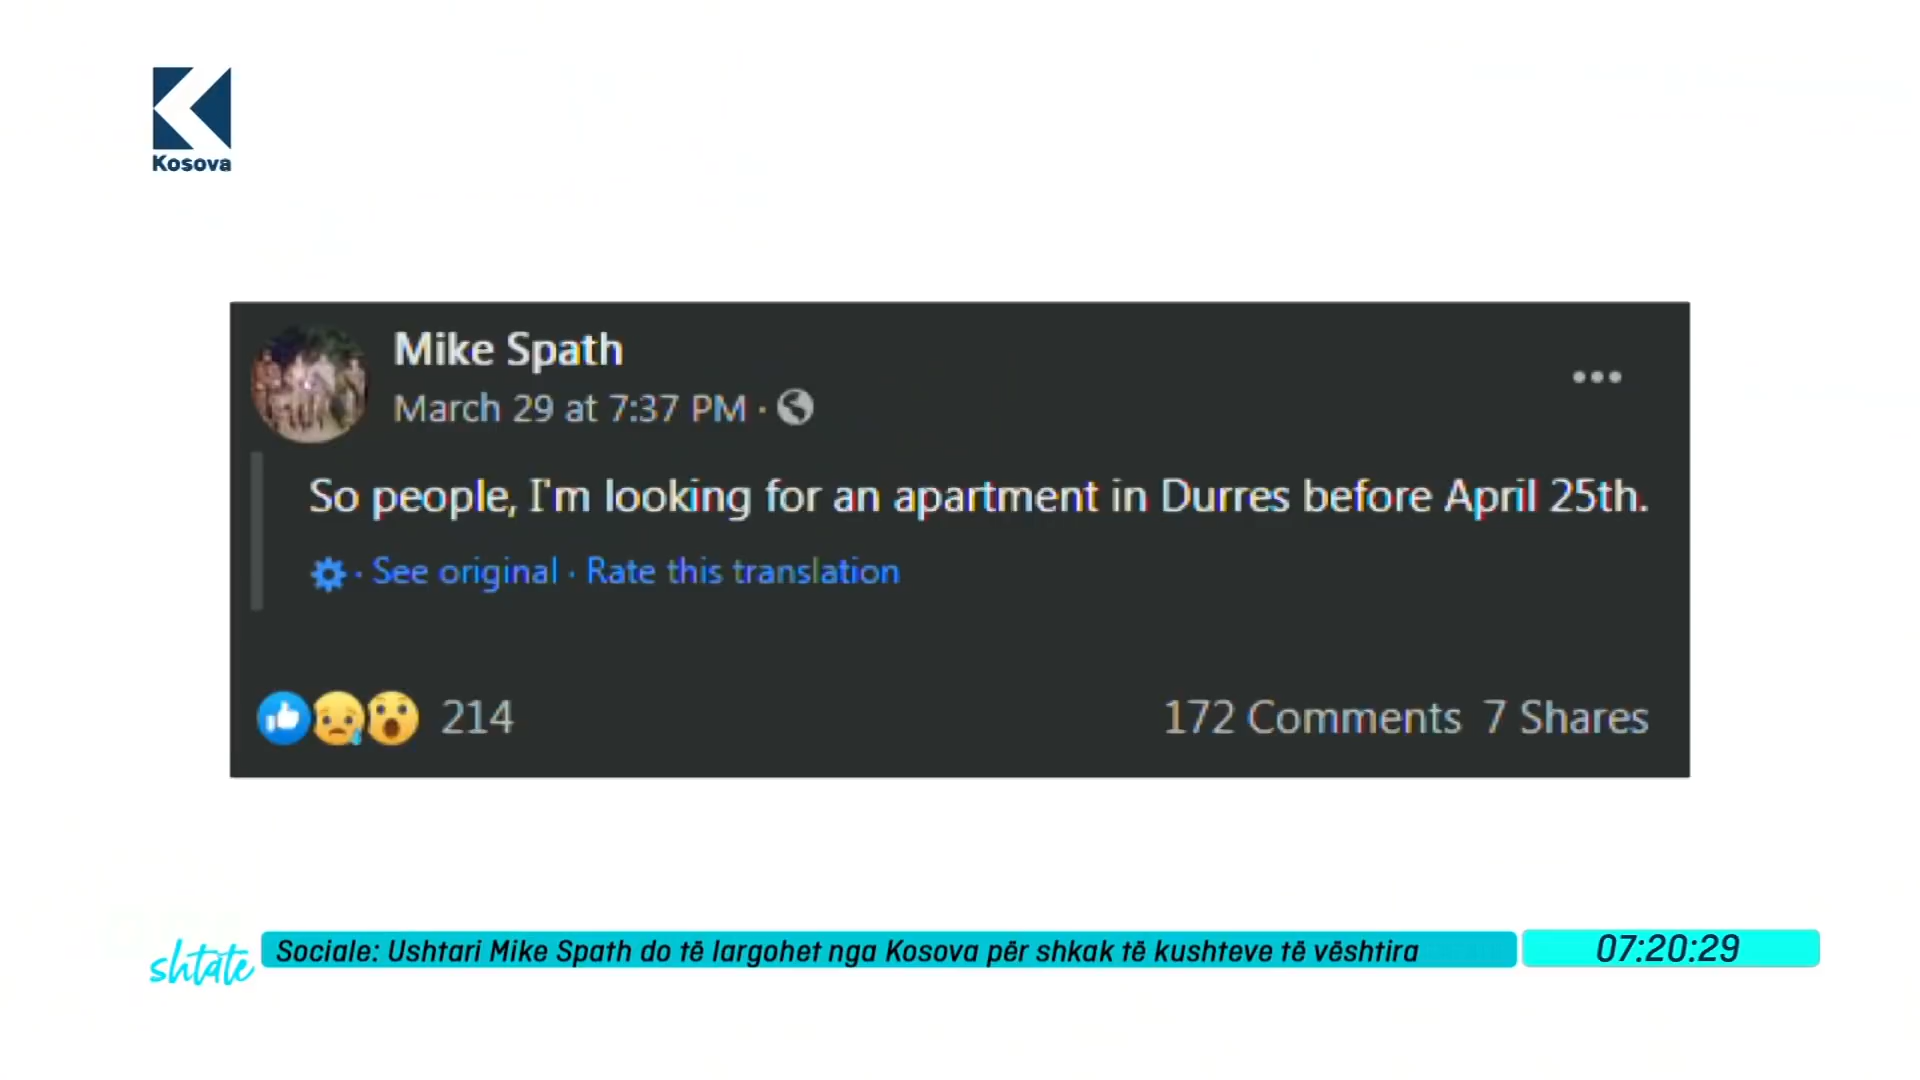 Kosova
Mike Spath
March 29 at 7:37 PM ·
So people, I'm looking for an apartment in Durres before April 25th.
· See original · Rate this translation
214
172 Comments 7 Shares
shtatë
Sociale: Ushtari Mike Spath do të largohet nga Kosova për shkak të kushteve të vështira
07:20:29